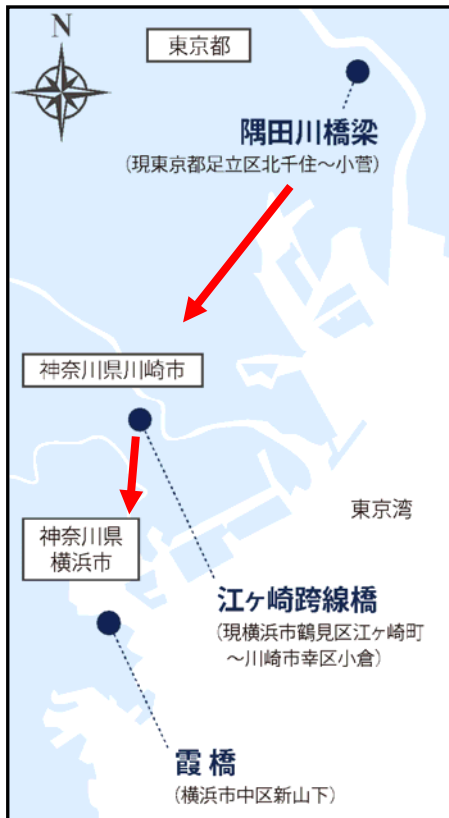 N
東京都
隅田川橋梁
(現東京都足立区北千住～小菅)
神奈川県川崎市
東京湾
神奈川県
横浜市
江ヶ崎跨線橋
(現横浜市鶴見区江ヶ崎町
～川崎市幸区小倉)
霞橋
(横浜市中区新山下)